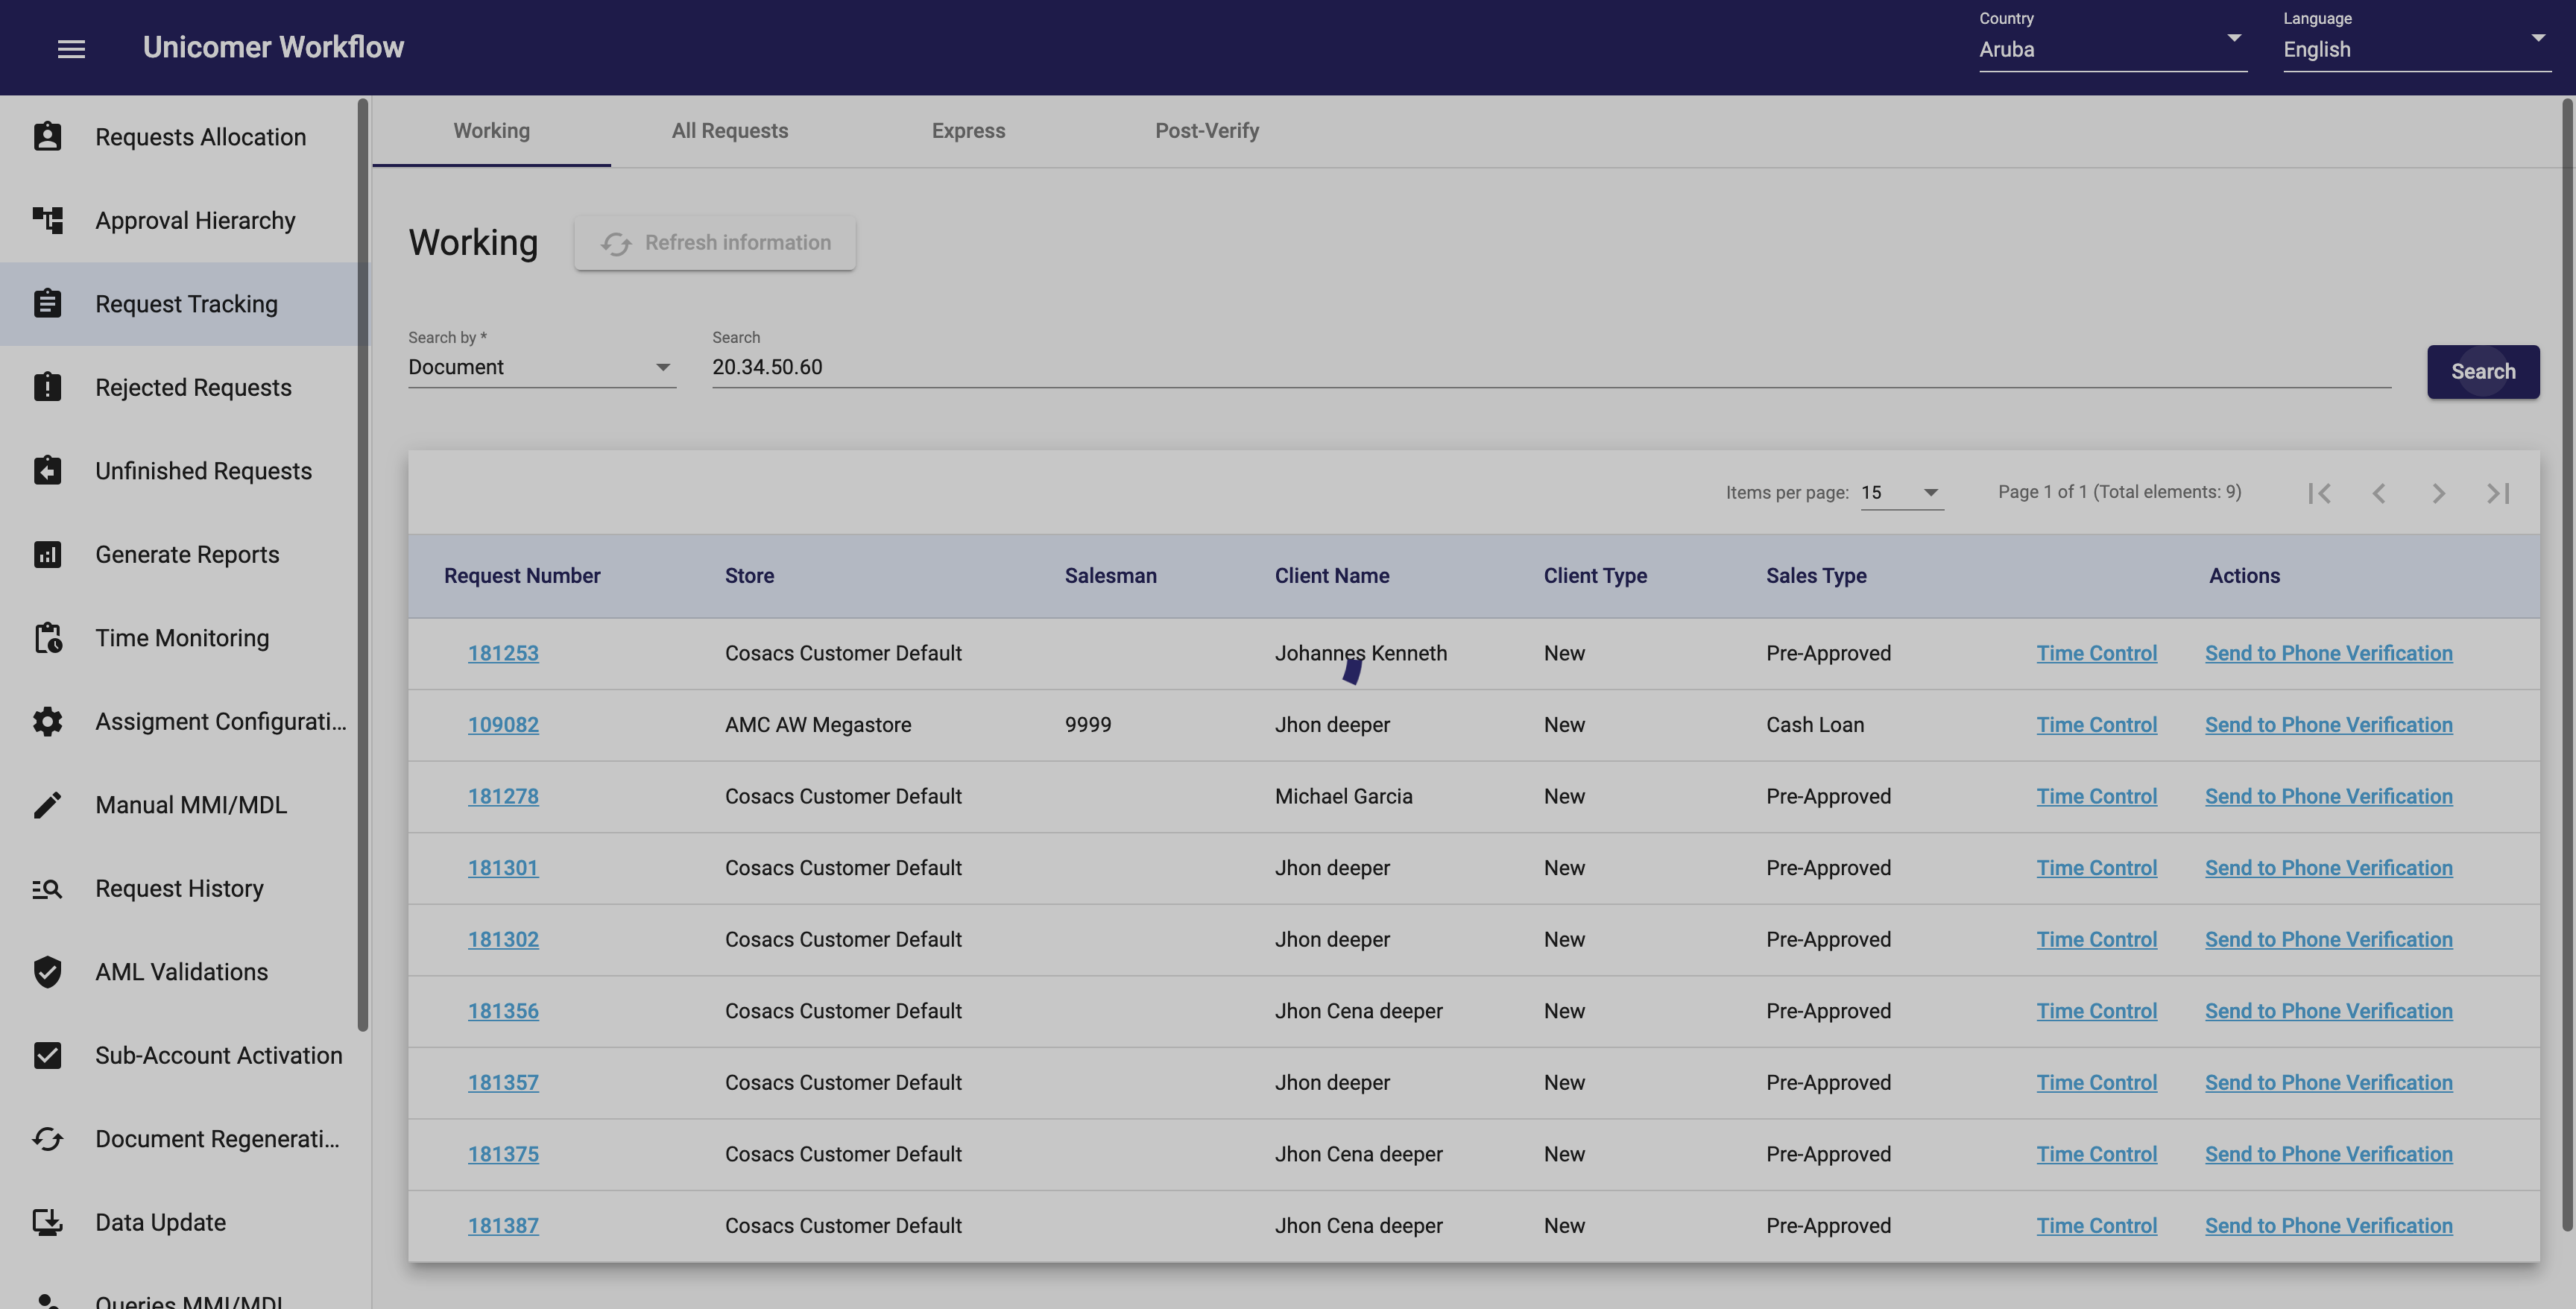 Unicomer Workflow
Country
Aruba
Language
English
Requests Allocation
Approval Hierarchy
Request Tracking
Rejected Requests
Unfinished Requests
Generate Reports
Time Monitoring
Assigment Configurati...
Manual MMI/MDL
Request History
AML Validations
Sub-Account Activation
Document Regenerati...
Data Update
Queries MMI/MDL
Working All Requests Express Post-Verify
Working Refresh information
Search by * Search
Document 20.34.50.60 Search
Items per page: 15 Page 1 of 1 (Total elements: 9)
Request Number Store Salesman Client Name Client Type Sales Type Actions
181253 Cosacs Customer Default Johannes Kenneth New Pre-Approved Time Control Send to Phone Verification
109082 AMC AW Megastore 9999 Jhon deeper New Cash Loan Time Control Send to Phone Verification
181278 Cosacs Customer Default Michael Garcia New Pre-Approved Time Control Send to Phone Verification
181301 Cosacs Customer Default Jhon deeper New Pre-Approved Time Control Send to Phone Verification
181302 Cosacs Customer Default Jhon deeper New Pre-Approved Time Control Send to Phone Verification
181356 Cosacs Customer Default Jhon Cena deeper New Pre-Approved Time Control Send to Phone Verification
181357 Cosacs Customer Default Jhon deeper New Pre-Approved Time Control Send to Phone Verification
181375 Cosacs Customer Default Jhon Cena deeper New Pre-Approved Time Control Send to Phone Verification
181387 Cosacs Customer Default Jhon Cena deeper New Pre-Approved Time Control Send to Phone Verification